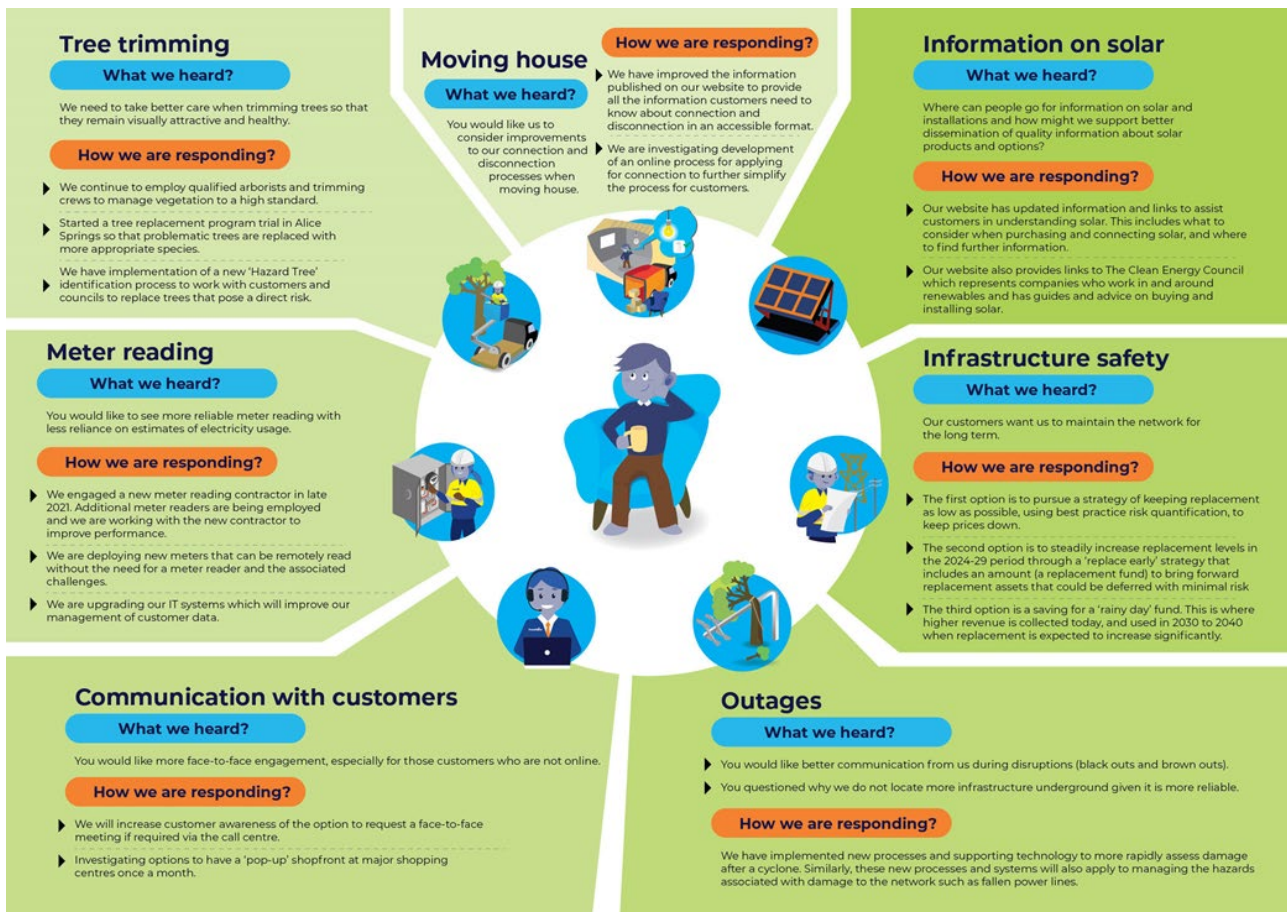 Tree trimming
What we heard?
We need to take better care when trimming trees so that
they remain visually attractive and healthy.
How we are responding?
We continue to employ qualified arborists and trimming
crews to manage vegetation to a high standard.
Started a tree replacement program trial in Alice
Springs so that problematic trees are replaced with
more appropriate species.
We have implementation of a new ‘Hazard Tree’
identification process to work with customers and
councils to replace trees that pose a direct risk.
Moving house
What we heard?
You would like us to
consider improvements
to our connection and
disconnection
processes when
moving house.
How we are responding?
We have improved the information
published on our website to provide
all the information customers need to
know about connection and
disconnection in an accessible format.
We are investigating development
of an online process for applying
for connection to further simplify
the process for customers.
Information on solar
What we heard?
Where can people go for information on solar and
installations and how might we support better
dissemination of quality information about solar
products and options?
How we are responding?
Our website has updated information and links to assist
customers in understanding solar. This includes what to
consider when purchasing and connecting solar, and where
to find further information.
Our website also provides links to The Clean Energy Council
which represents companies who work in and around
renewables and has guides and advice on buying and
installing solar.
Meter reading
What we heard?
You would like to see more reliable meter reading with
less reliance on estimates of electricity usage.
How we are responding?
We engaged a new meter reading contractor in late
2021. Additional meter readers are being employed
and we are working with the new contractor to
improve performance.
We are deploying new meters that can be remotely read
without the need for a meter reader and the associated
challenges.
We are upgrading our IT systems which will improve our
management of customer data.
Infrastructure safety
What we heard?
Our customers want us to maintain the network for
the long term.
How we are responding?
The first option is to pursue a strategy of keeping replacement
as low as possible, using best practice risk quantification, to
keep prices down.
The second option is to steadily increase replacement levels in
the 2024-29 period through a ‘replace early’ strategy that
includes an amount (a replacement fund) to bring forward
replacement assets that could be deferred with minimal risk
The third option is a saving for a ‘rainy day’ fund. This is where
higher revenue is collected today, and used in 2030 to 2040
when replacement is expected to increase significantly.
Communication with customers
What we heard?
You would like more face-to-face engagement, especially for those customers who are not online.
How we are responding?
We will increase customer awareness of the option to request a face-to-face
meeting if required via the call centre.
Investigating options to have a ‘pop-up’ shopfront at major shopping
centres once a month.
Outages
What we heard?
You would like better communication from us during disruptions (black outs and brown outs).
You questioned why we do not locate more infrastructure underground given it is more reliable.
How we are responding?
We have implemented new processes and supporting technology to more rapidly assess damage
after a cyclone. Similarly, these new processes and systems will also apply to managing the hazards
associated with damage to the network such as fallen power lines.